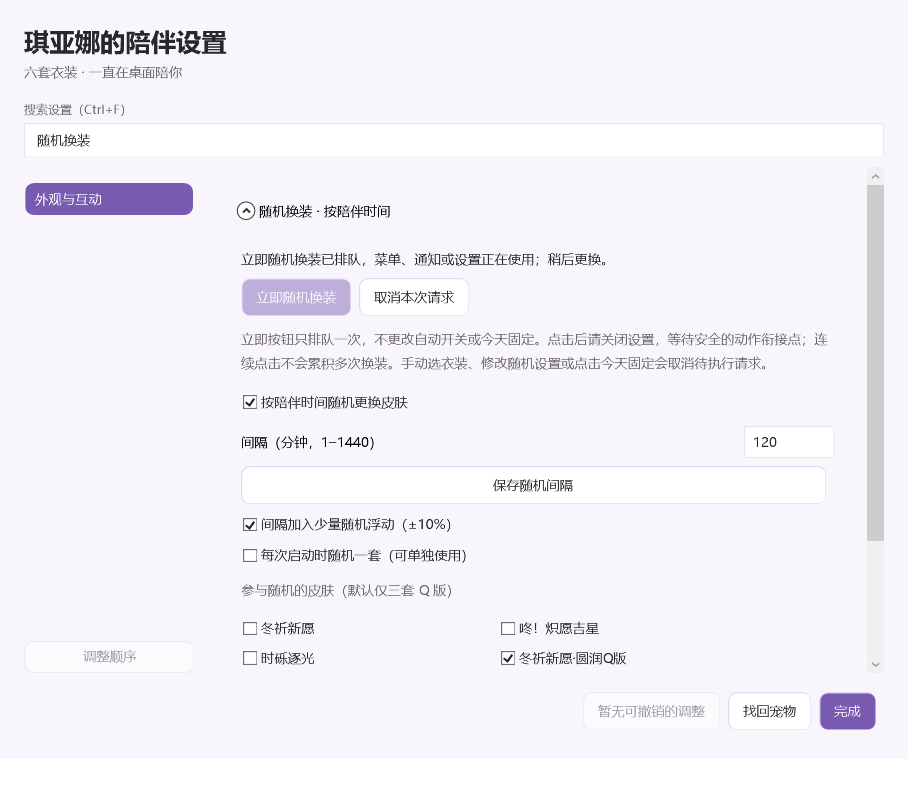 琪亚娜的陪伴设置
六套衣装 · 一直在桌面陪你
搜索设置（Ctrl+F）
随机换装
外观与互动
随机换装 · 按陪伴时间
立即随机换装已排队，菜单、通知或设置正在使用；稍后更换。
立即随机换装
取消本次请求
立即按钮只排队一次，不更改自动开关或今天固定。点击后请关闭设置，等待安全的动作衔接点；连
续点击不会累积多次换装。手动选衣装、修改随机设置或点击今天固定会取消待执行请求。
按陪伴时间随机更换皮肤
间隔（分钟，1–1440）
120
保存随机间隔
间隔加入少量随机浮动（±10%）
每次启动时随机一套（可单独使用）
参与随机的皮肤（默认仅三套 Q 版）
冬祈新愿
咚！炽愿吉星
时砾逐光
冬祈新愿·圆润Q版
调整顺序
暂无可撤销的调整
找回宠物
完成